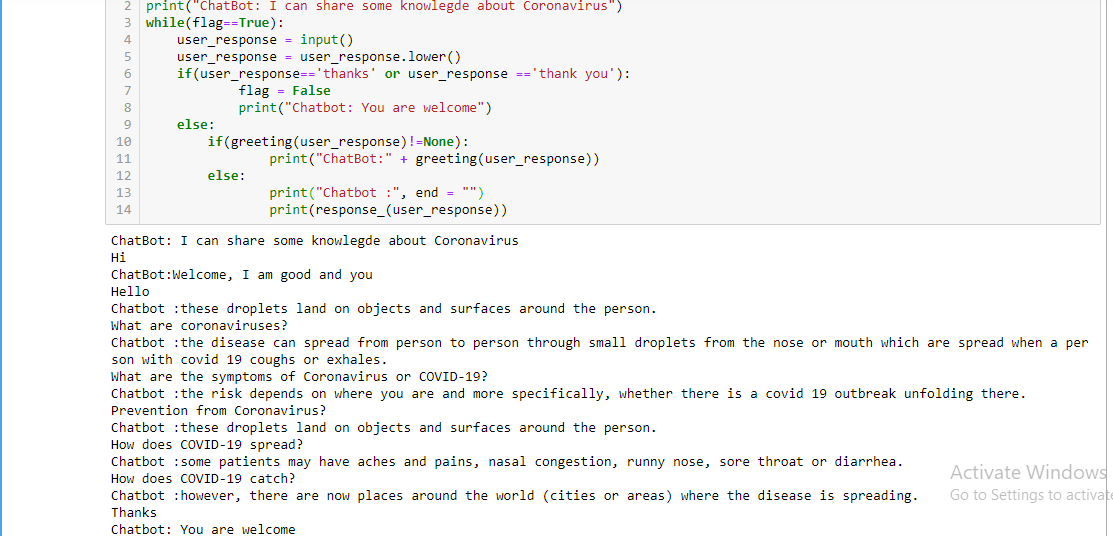 2 print("ChatBot: I can share some knowlegde about Coronavirus")
3 while(flag==True):
4     user_response = input()
5     user_response = user_response.lower()
6     if(user_response=='thanks' or user_response =='thank you'):
7             flag = False
8             print("Chatbot: You are welcome")
9     else:
10         if(greeting(user_response)!=None):
11                 print("ChatBot:" + greeting(user_response))
12         else:
13                 print("Chatbot :", end = "")
14                 print(response_(user_response))
ChatBot: I can share some knowlegde about Coronavirus
Hi
ChatBot:Welcome, I am good and you
Hello
Chatbot :these droplets land on objects and surfaces around the person.
What are coronaviruses?
Chatbot :the disease can spread from person to person through small droplets from the nose or mouth which are spread when a per
son with covid 19 coughs or exhales.
What are the symptoms of Coronavirus or COVID-19?
Chatbot :the risk depends on where you are and more specifically, whether there is a covid 19 outbreak unfolding there.
Prevention from Coronavirus?
Chatbot :these droplets land on objects and surfaces around the person.
How does COVID-19 spread?
Chatbot :some patients may have aches and pains, nasal congestion, runny nose, sore throat or diarrhea.
How does COVID-19 catch?
Chatbot :however, there are now places around the world (cities or areas) where the disease is spreading.
Thanks
Chatbot: You are welcome
Activate Windows
Go to Settings to activate